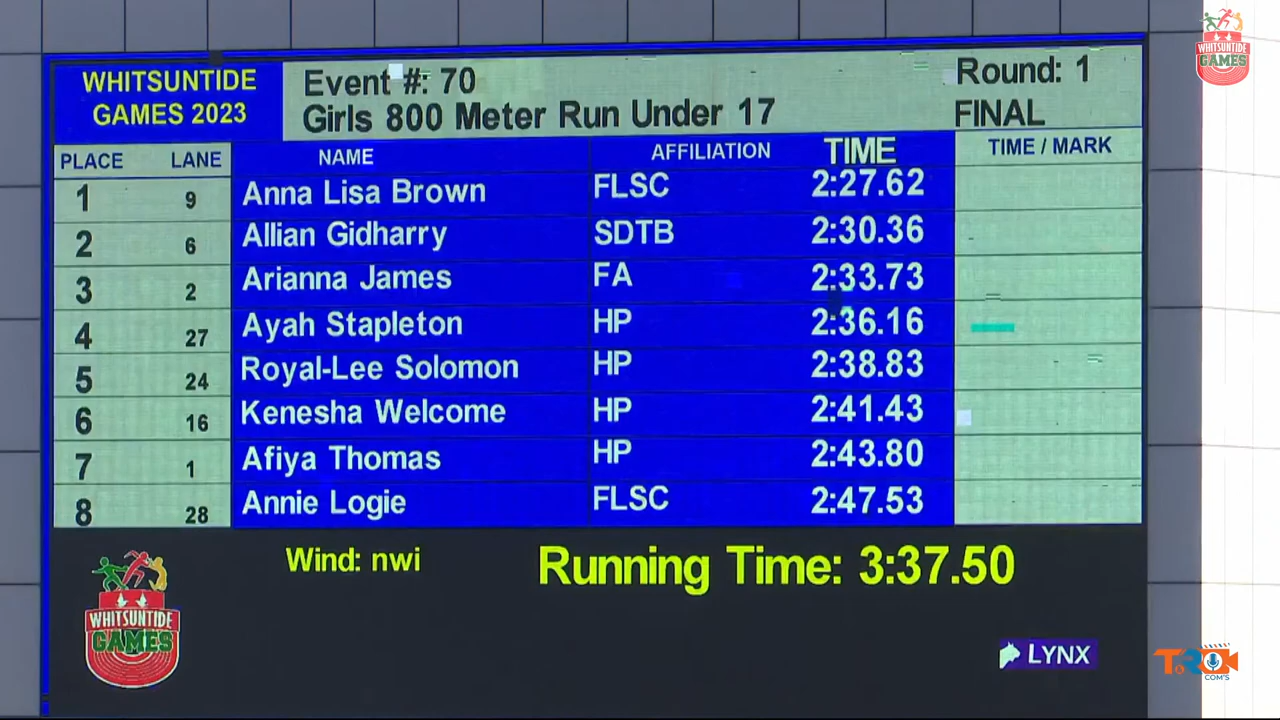 WHITSUNTIDE
GAMES 2023
Event #: 70
Girls 800 Meter Run Under 17
Round: 1
FINAL
WHITSUNTIDE
GAMES
PLACE LANE NAME AFFILIATION TIME TIME / MARK
1 9 Anna Lisa Brown FLSC 2:27.62
2 6 Allian Gidharry SDTB 2:30.36
3 2 Arianna James FA 2:33.73
4 27 Ayah Stapleton HP 2:36.16
5 24 Royal-Lee Solomon HP 2:38.83
6 16 Kenesha Welcome HP 2:41.43
7 1 Afiya Thomas HP 2:43.80
8 28 Annie Logie FLSC 2:47.53
Wind: nwi Running Time: 3:37.50
WHITSUNTIDE
GAMES
LYNX
COM'S